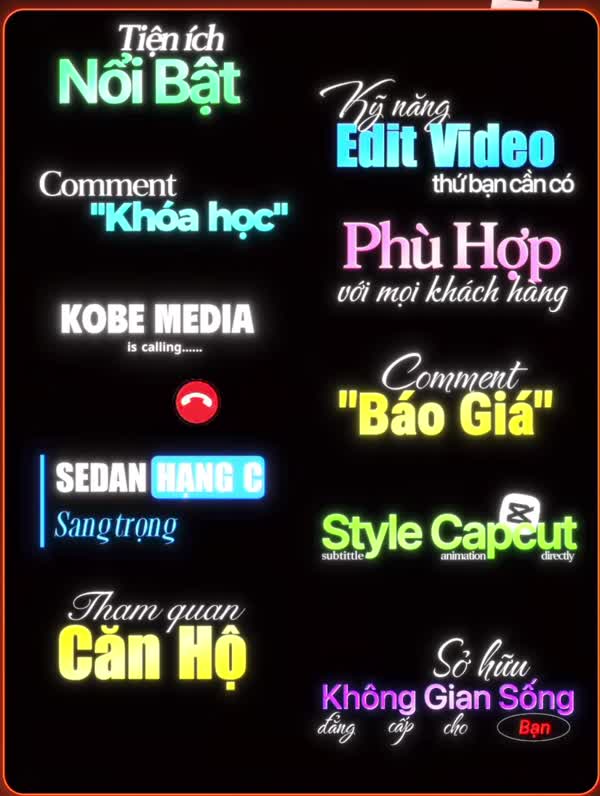 Tiện ích
Nổi Bật
Comment
"Khóa học"
KOBE MEDIA
is calling......
SEDAN HẠNG C
Sang trọng
Tham quan
Căn Hộ
Kỹ năng
Edit Video
thứ bạn cần có
Phù Hợp
với mọi khách hàng
Comment
"Báo Giá"
Style Capcut
subtittle animation directly
Sở hữu
Không Gian Sống
đẳng cấp cho Bạn